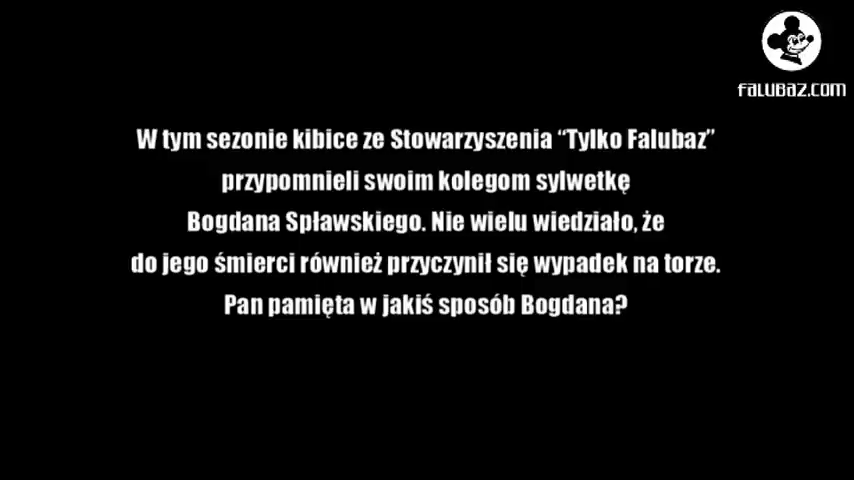 FALUBAZ.COM
W tym sezonie kibice ze Stowarzyszenia “Tylko Falubaz”
przypomnieli swoim kolegom sylwetkę
Bogdana Spławskiego. Nie wielu wiedziało, że
do jego śmierci również przyczynił się wypadek na torze.
Pan pamięta w jakiś sposób Bogdana?